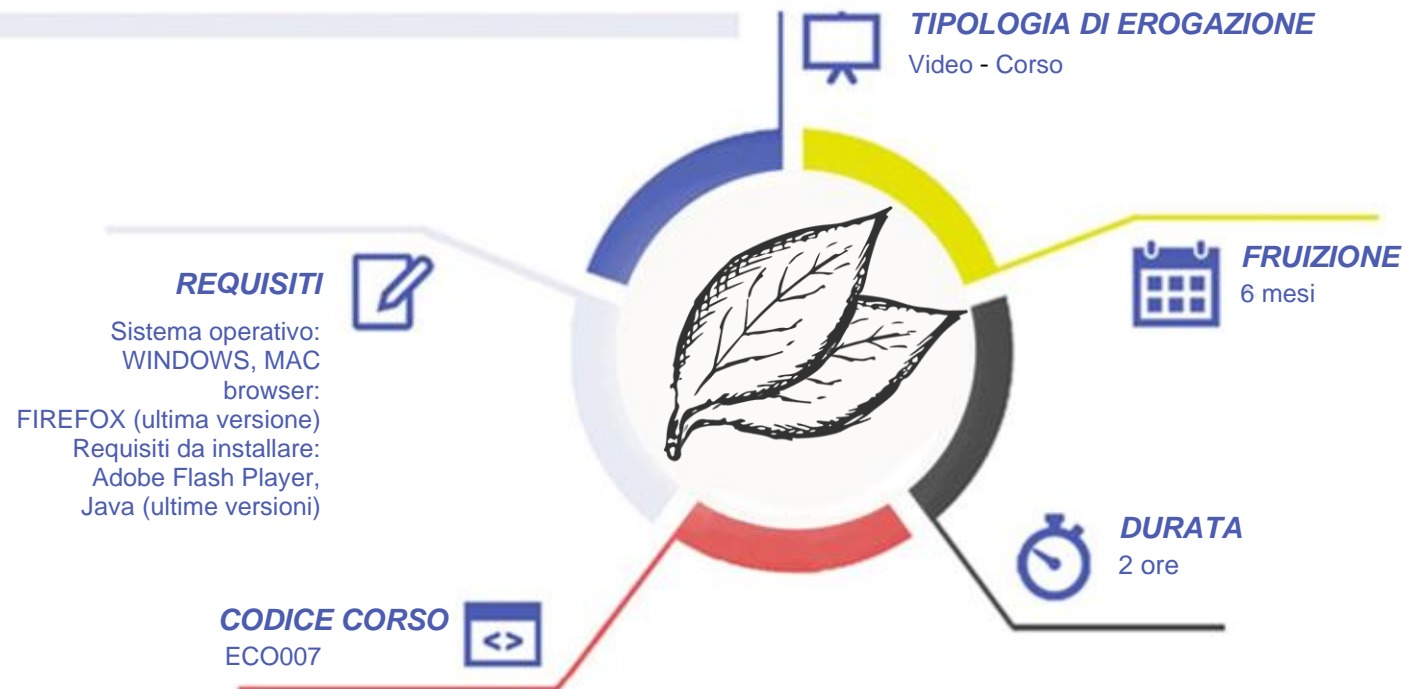 TIPOLOGIA DI EROGAZIONE
Video - Corso
FRUIZIONE
6 mesi
REQUISITI
Sistema operativo:
WINDOWS, MAC
browser:
FIREFOX (ultima versione)
Requisiti da installare:
Adobe Flash Player,
Java (ultime versioni)
DURATA
2 ore
CODICE CORSO
ECO007
<>